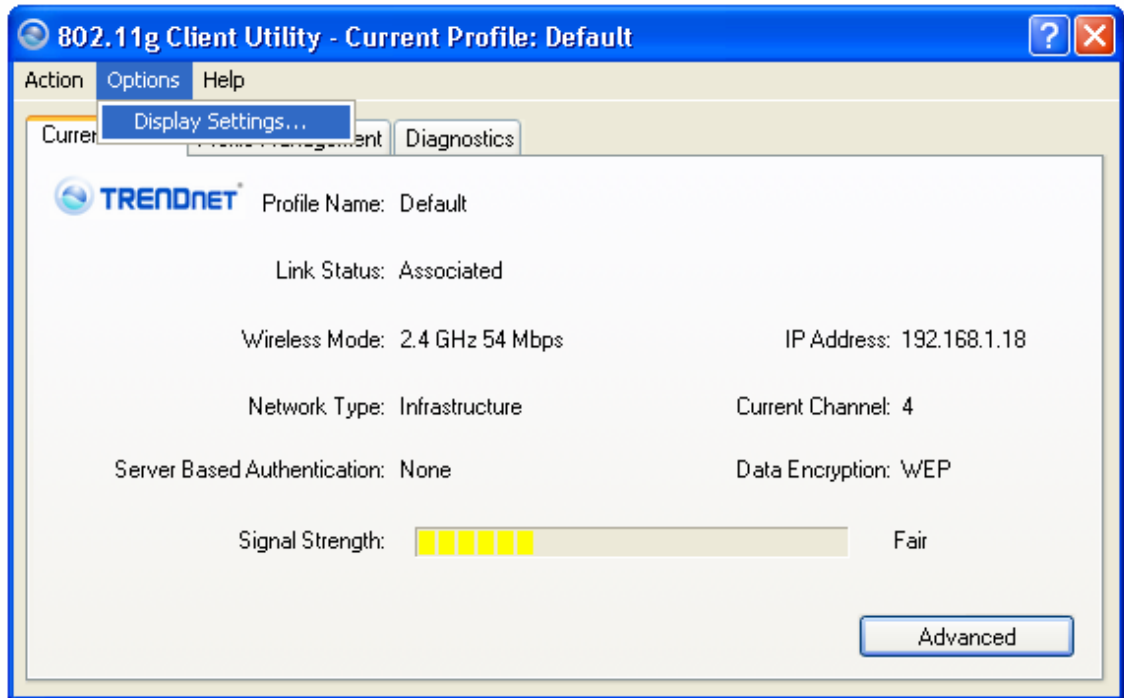 802.11g Client Utility - Current Profile: Default
Action Options Help
Display Settings...
Diagnostics
TRENDNET Profile Name: Default
Link Status: Associated
Wireless Mode: 2.4 GHz 54 Mbps IP Address: 192.168.1.18
Network Type: Infrastructure Current Channel: 4
Server Based Authentication: None Data Encryption: WEP
Signal Strength: Fair
Advanced